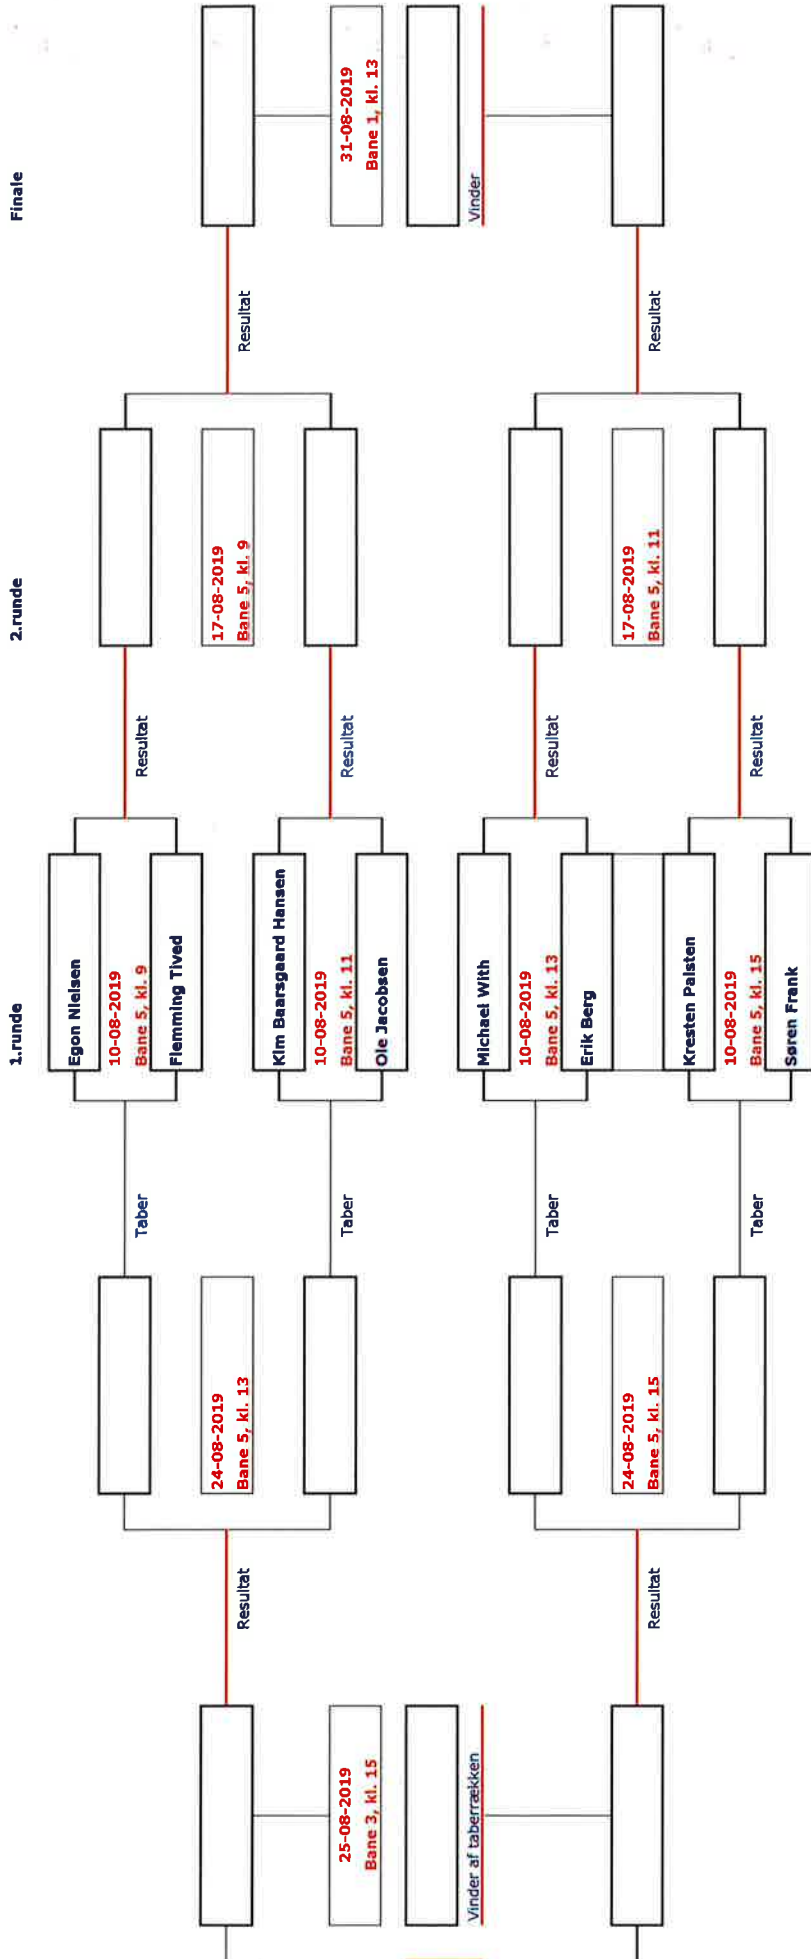 1.runde
2.runde
Finale
Egon Nielsen
10-08-2019
Bane 5, kl. 9
Flemming Tived
Taber
Resultat
Kim Baarsgaard Hansen
10-08-2019
Bane 5, kl. 11
Ole Jacobsen
Taber
Resultat
Michael With
10-08-2019
Bane 5, kl. 13
Erik Berg
Taber
Resultat
Kresten Palsten
10-08-2019
Bane 5, kl. 15
Søren Frank
Taber
Resultat
17-08-2019
Bane 5, kl. 9
Resultat
17-08-2019
Bane 5, kl. 11
Resultat
31-08-2019
Bane 1, kl. 13
Vinder
24-08-2019
Bane 5, kl. 13
Resultat
24-08-2019
Bane 5, kl. 15
Resultat
25-08-2019
Bane 3, kl. 15
Vinder af taberrækken